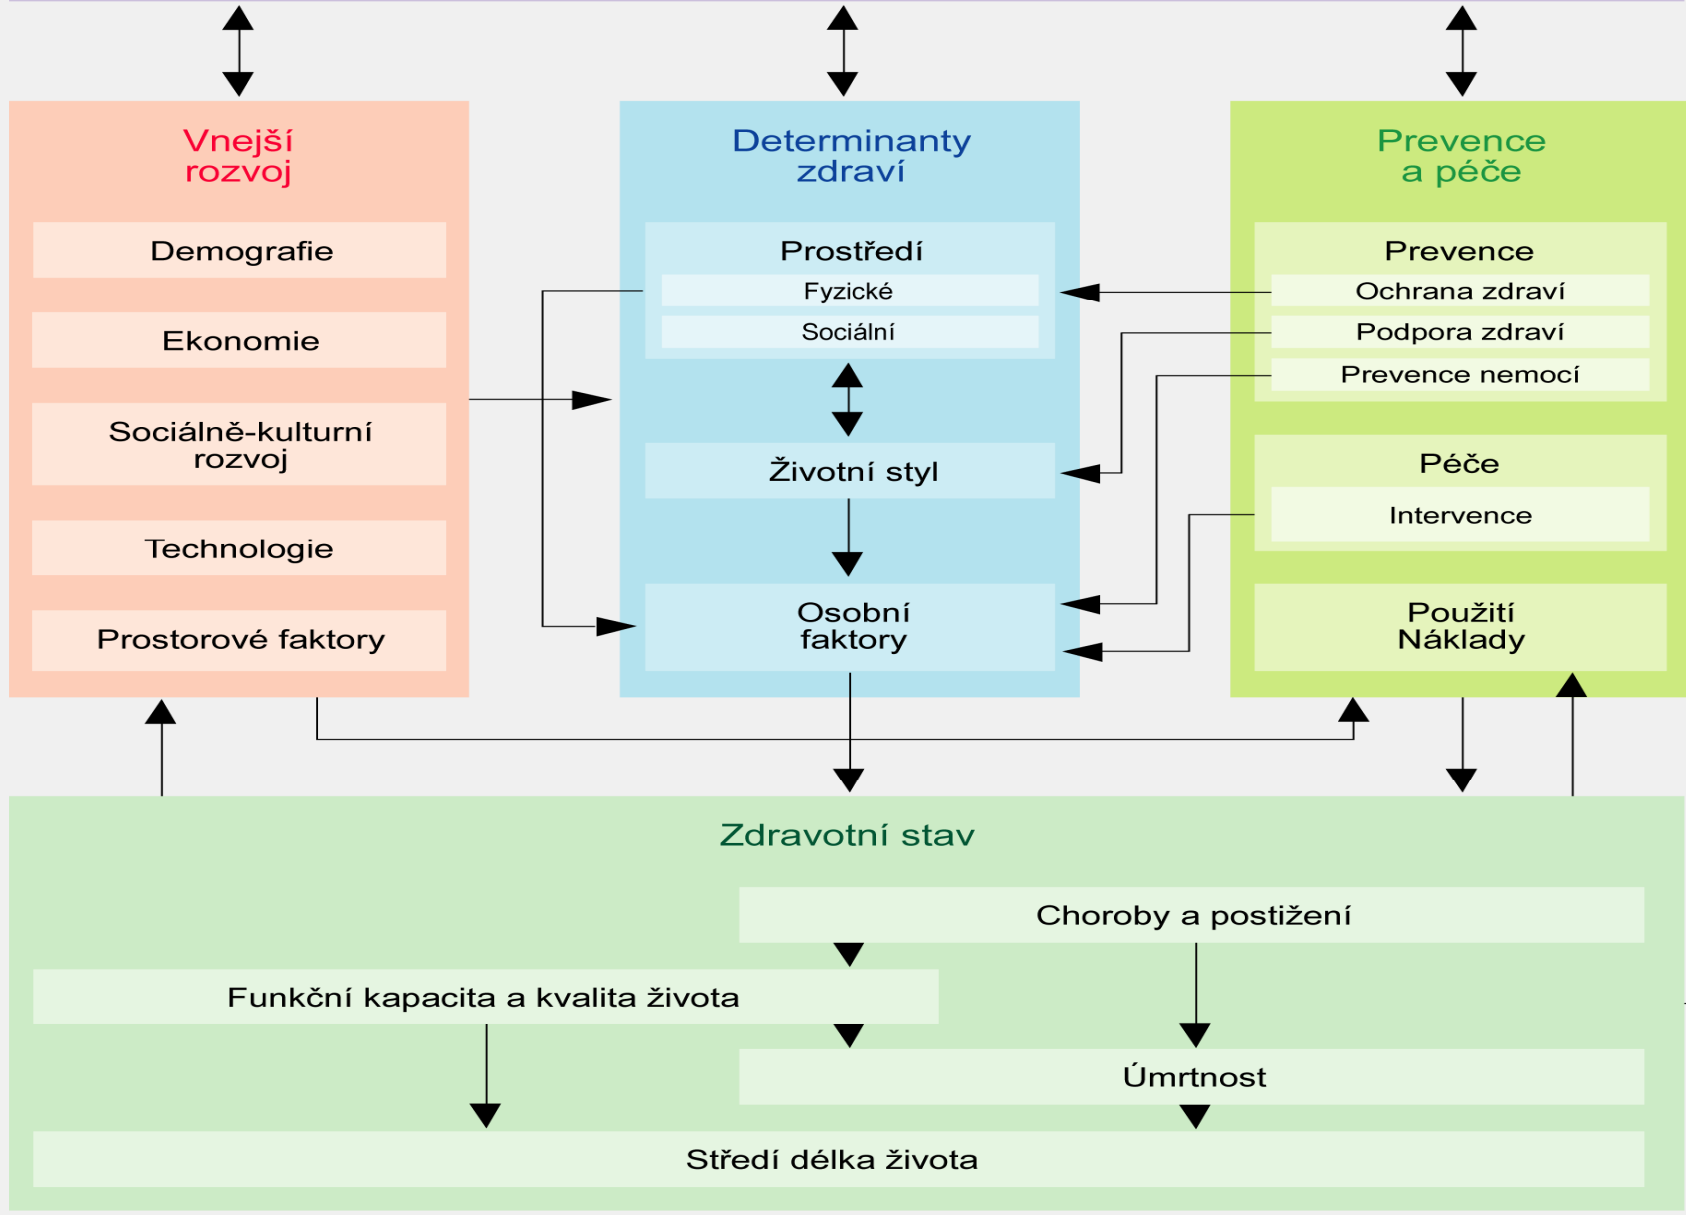 Vnejší
rozvoj
Demografie
Ekonomie
Sociálně-kulturní
rozvoj
Technologie
Prostorové faktory
Determinanty
zdraví
Prostředí
Fyzické
Sociální
Životní styl
Osobní
faktory
Prevence
a péče
Prevence
Ochrana zdraví
Podpora zdraví
Prevence nemocí
Péče
Intervence
Použití
Náklady
Zdravotní stav
Choroby a postižení
Funkční kapacita a kvalita života
Úmrtnost
Středí délka života